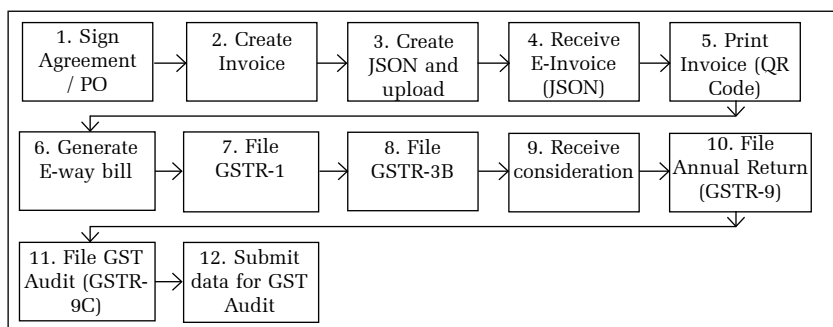 1. Sign
Agreement
/ PO
2. Create
Invoice
3. Create
JSON and
upload
4. Receive
E-Invoice
(JSON)
5. Print
Invoice (QR
Code)
6. Generate
E-way bill
7. File
GSTR-1
8. File
GSTR-3B
9. Receive
consideration
10. File
Annual Return
(GSTR-9)
11. File GST
Audit (GSTR-
9C)
12. Submit
data for GST
Audit